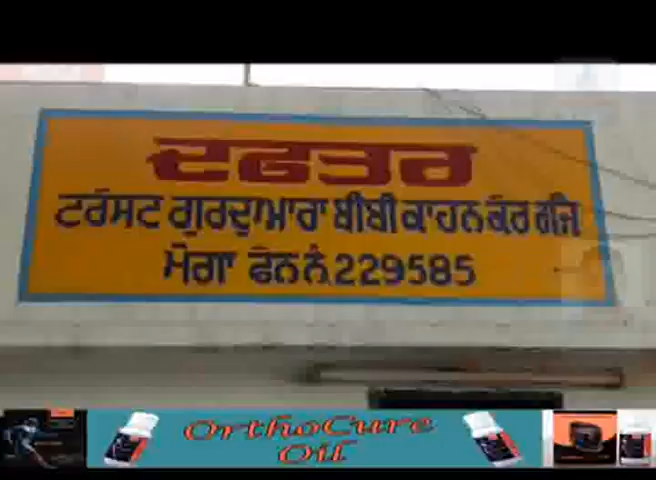 ਦਫਤਰ
ਟਰੱਸਟ ਗੁਰਦੁਆਰਾ ਬੀਬੀ ਕਾਹਨ ਕੌਰ ਰਜਿ
ਮੋਗਾ ਫੋਨ ਨੰ. 229585
OrthoCure
Oil